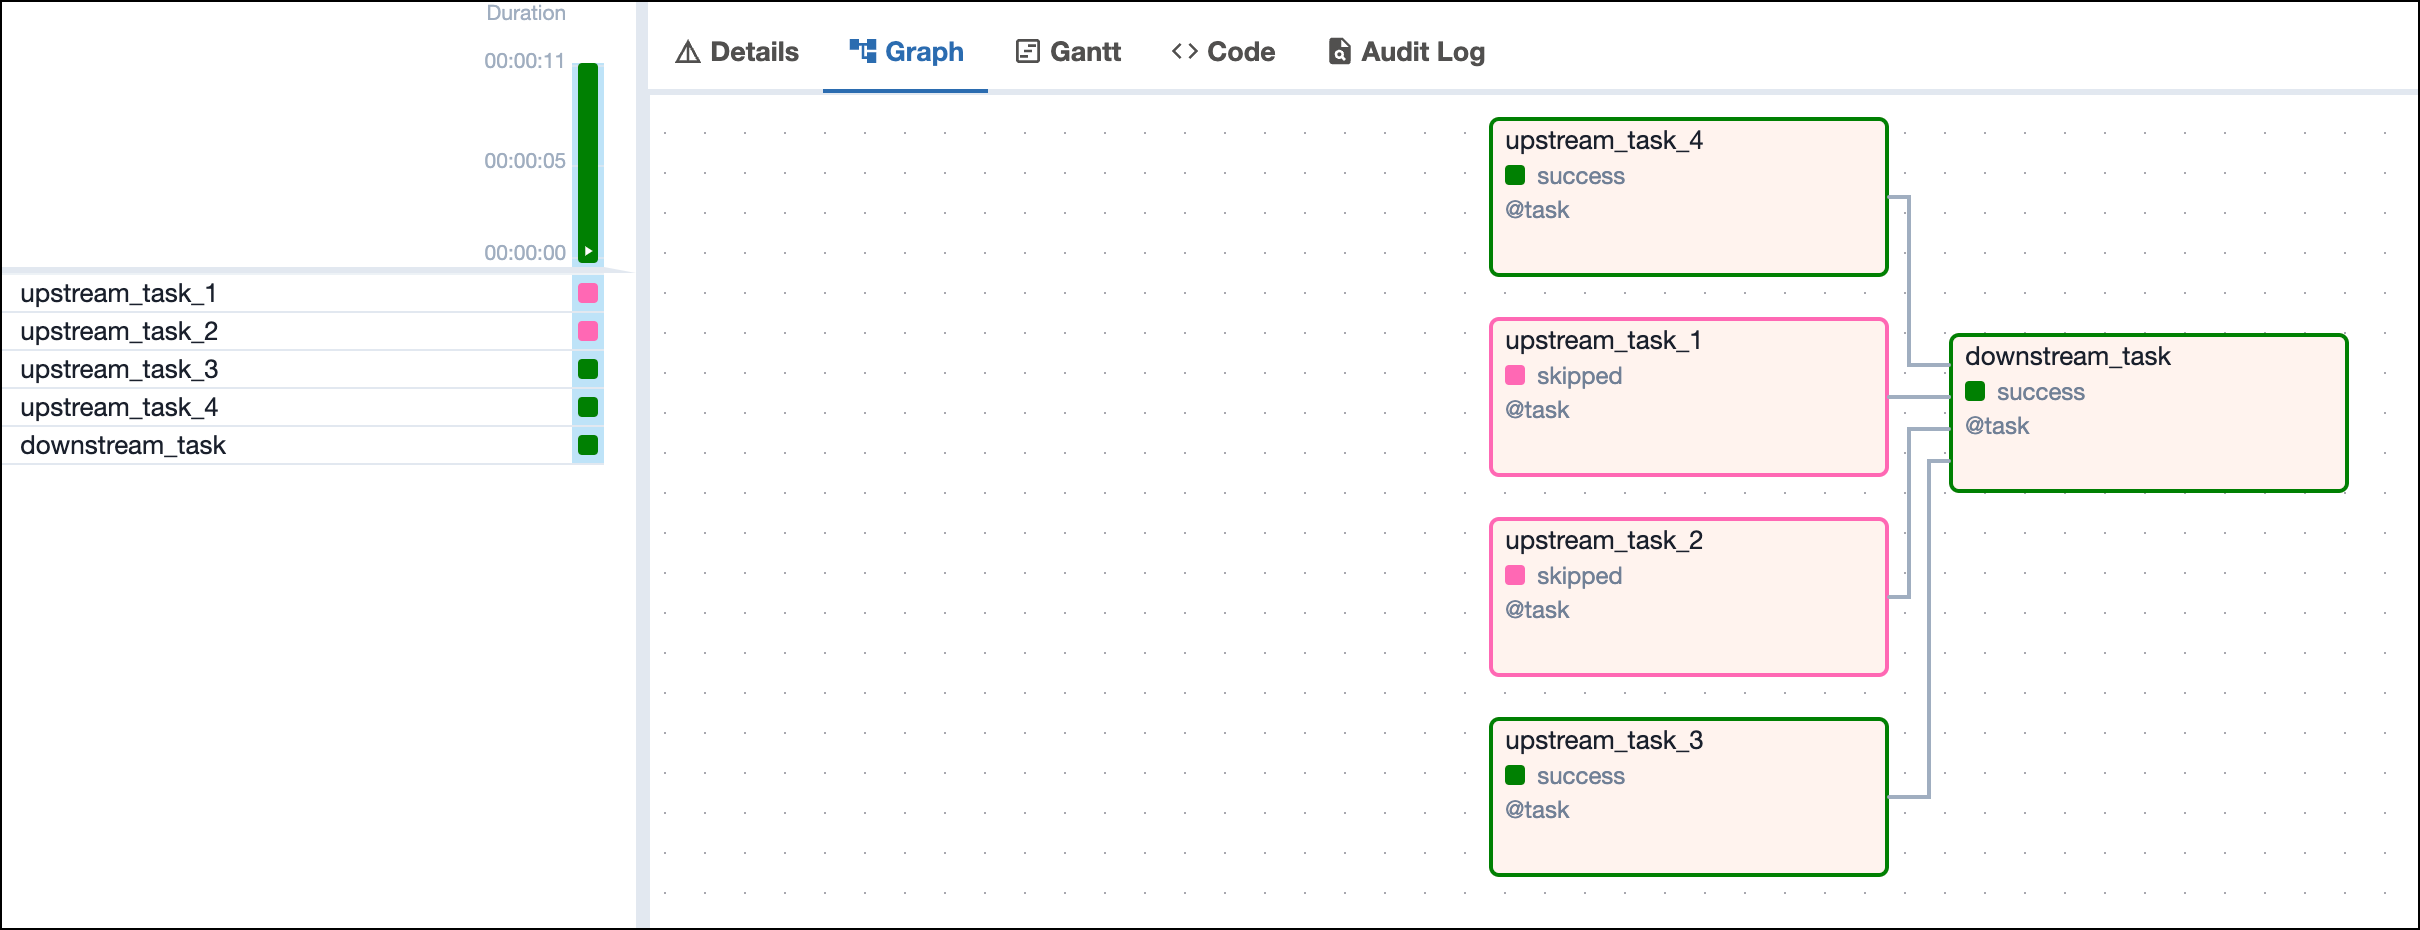 Duration
00:00:11
00:00:05
00:00:00
upstream_task_1
upstream_task_2
upstream_task_3
upstream_task_4
downstream_task
Details Graph Gantt Code Audit Log
upstream_task_4
success
@task
upstream_task_1
skipped
@task
upstream_task_2
skipped
@task
upstream_task_3
success
@task
downstream_task
success
@task